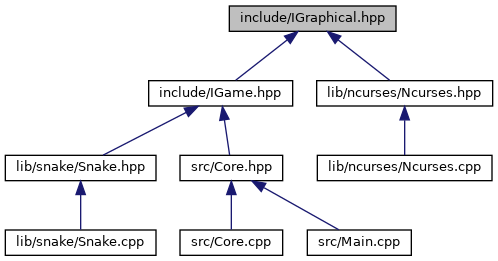 include/IGraphical.hpp
include/IGame.hpp
lib/ncurses/Ncurses.hpp
lib/snake/Snake.hpp
src/Core.hpp
lib/ncurses/Ncurses.cpp
lib/snake/Snake.cpp
src/Core.cpp
src/Main.cpp